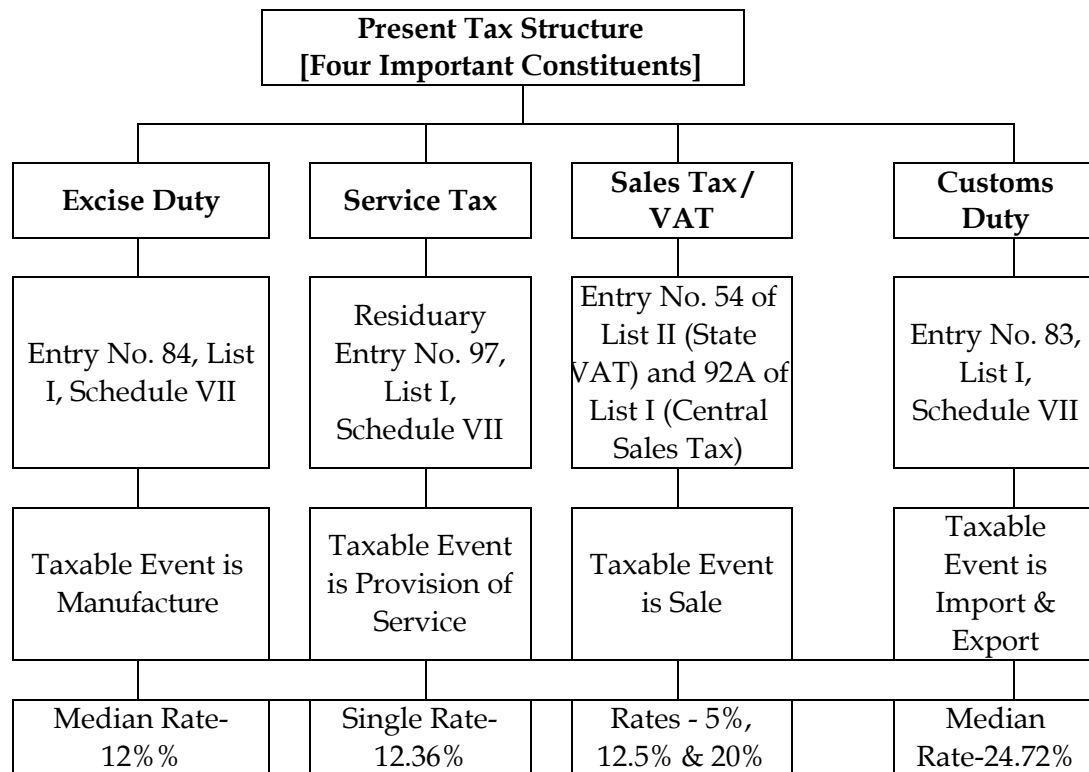 Present Tax Structure
[Four Important Constituents]
Excise Duty
Service Tax
Sales Tax/
VAT
Customs
Duty
Entry No. 84, List
I, Schedule VII
Residuary
Entry No. 97,
List I,
Schedule VII
Entry No. 54 of
List II (State
VAT) and 92A of
List I (Central
Sales Tax)
Entry No. 83,
List I,
Schedule VII
Taxable Event is
Manufacture
Taxable Event
is Provision of
Service
Taxable Event
is Sale
Taxable
Event is
Import &
Export
Median Rate-
12%%
Single Rate-
12.36%
Rates - 5%,
12.5% & 20%
Median
Rate-24.72%